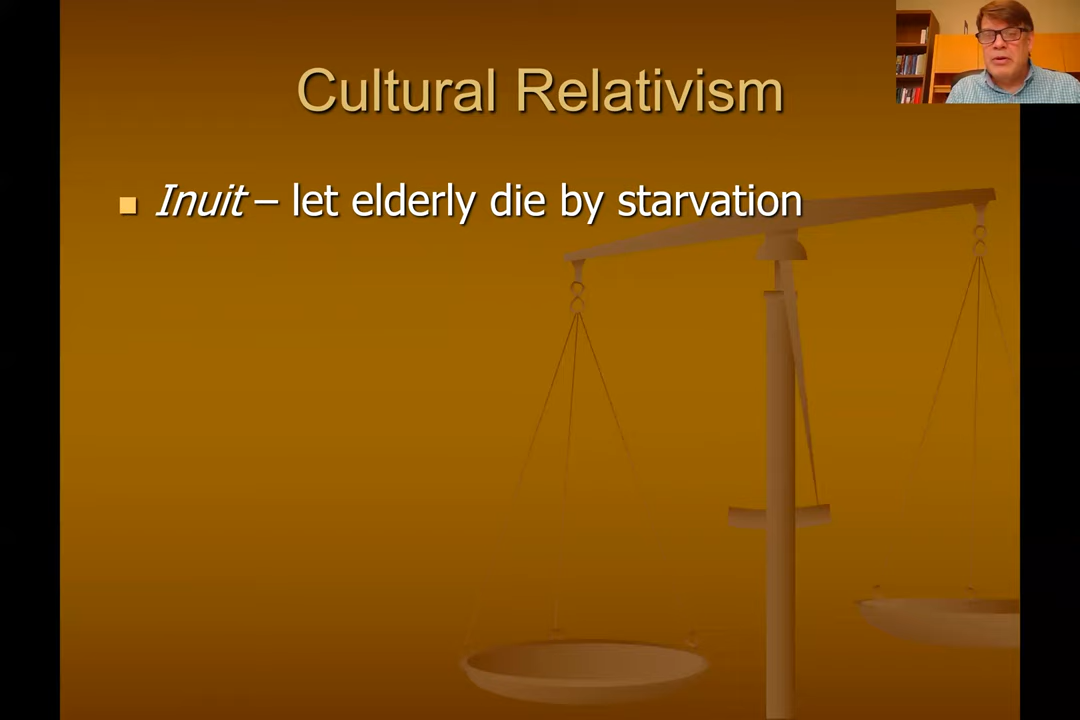 Cultural Relativism
Inuit – let elderly die by starvation